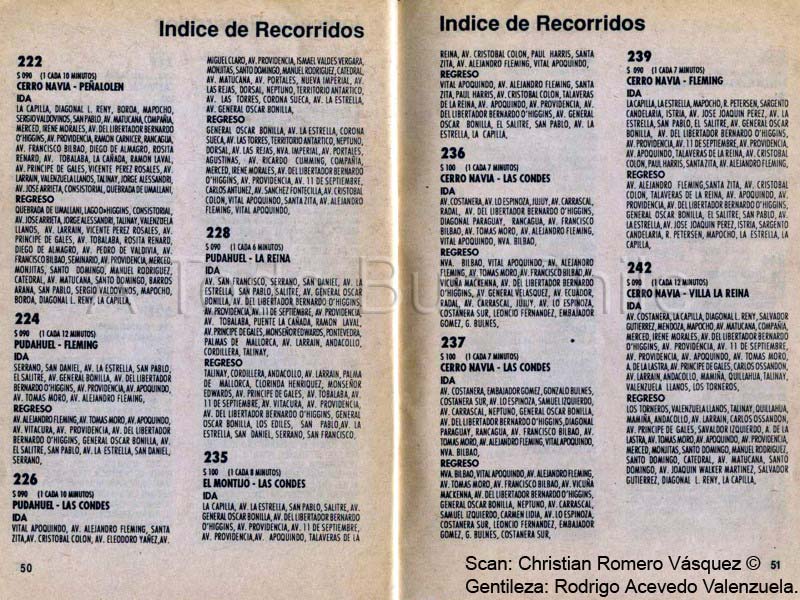 Indice de Recorridos
222
$ 090 (1 CADA 10 MINUTOS)
CERRO NAVIA - PEÑALOLEN
IDA
LA CAPILLA, DIAGONAL L. RENY, BOROA, MAPOCHO,
SERGIO VALDOVINOS, SAN PABLO, AV. MATUCANA, COMPAÑIA,
MERCED, IRENE MORALES, AV. DEL LIBERTADOR BERNARDO
O'HIGGINS, AV. PROVIDENCIA, RAMON CARNICER, RANCAGUA,
AV. FRANCISCO BILBAO, DIEGO DE ALMAGRO, ROSITA
RENARD, AV. TOBALABA, LA CAÑADA, RAMON LAVAL,
AV. PRINCIPE DE GALES, VICENTE PEREZ ROSALES, AV.
LARRAIN, VALENZUELA LLANOS, TALINAY, JORGE ALESSANDRI,
AV. JOSE ARRIETA, CONSISTORIAL, QUEBRADA DE UMALLANI,
REGRESO
QUEBRADA DE UMALLANI, LAGO O'HIGGINS, CONSISTORIAL,
AV. JOSE ARRIETA, JORGE ALESSANDRI, TALINAY, VALENZUELA
LLANOS, AV. LARRAIN, VICENTE PEREZ ROSALES, AV.
PRINCIPE DE GALES, AV. TOBALABA, ROSITA RENARD,
DIEGO DE ALMAGRO, AV. PEDRO DE VALDIVIA, AV.
FRANCISCO BILBAO, SEMINARIO, AV. PROVIDENCIA, MERCED,
MONJITAS, SANTO DOMINGO, MANUEL RODRIGUEZ,
CATEDRAL, AV. MATUCANA, SANTO DOMINGO, BARROS
ARANA, SAN PABLO, SERGIO VALDOVINOS, MAPOCHO,
BOROA, DIAGONAL L. RENY, LA CAPILLA,
224
$ 090 (1 CADA 12 MINUTOS)
PUDAHUEL - FLEMING
IDA
SERRANO, SAN DANIEL, AV. LA ESTRELLA, SAN PABLO,
EL SALITRE, AV. GENERAL BONILLA, AV. DEL LIBERTADOR
BERNARDO O'HIGGINS, AV. PROVIDENCIA, AV. APOQUINDO,
AV. TOMAS MORO, AV. ALEJANDRO FLEMING,
REGRESO
AV. ALEJANDRO FLEMING, AV. TOMAS MORO, AV. APOQUINDO,
AV. VITACURA, AV. PROVIDENCIA, AV. DEL LIBERTADOR
BERNARDO O'HIGGINS, GENERAL OSCAR BONILLA, AV.
EL SALITRE, SAN PABLO, AV. LA ESTRELLA, SAN DANIEL,
SERRANO,
226
$ 090 (1 CADA 10 MINUTOS)
PUDAHUEL - LAS CONDES
IDA
VITAL APOQUINDO, AV. ALEJANDRO FLEMING, SANTA
ZITA, AV. CRISTOBAL COLON, AV. ELEODORO YAÑEZ, AV.
MIGUEL CLARO, AV. PROVIDENCIA, ISMAEL VALDES VERGARA,
MONJITAS, SANTO DOMINGO, MANUEL RODRIGUEZ, CATEDRAL,
AV. MATUCANA, AV. PORTALES, NUEVA IMPERIAL, AV.
LAS REJAS, DORSAL, NEPTUNO, TERRITORIO ANTARTICO,
AV. LAS TORRES, CORONA SUECA, AV. LA ESTRELLA,
AV. GENERAL OSCAR BONILLA,
REGRESO
GENERAL OSCAR BONILLA, AV. LA ESTRELLA, CORONA
SUECA, AV. LAS TORRES, TERRITORIO ANTARTICO, NEPTUNO,
DORSAL, AV. LAS REJAS, NVA. IMPERIAL, AV. PORTALES,
AGUSTINAS, AV. RICARDO CUMMING, COMPAÑIA,
MERCED, IRENE MORALES, AV. DEL LIBERTADOR BERNARDO
O'HIGGINS, AV. PROVIDENCIA, AV. 11 DE SEPTIEMBRE,
CARLOS ANTUNEZ, AV. SANCHEZ FONTECILLA, AV. CRISTOBAL
COLON, VITAL APOQUINDO, SANTA ZITA, AV. ALEJANDRO
FLEMING, VITAL APOQUINDO,
228
$ 090 (1 CADA 6 MINUTOS)
PUDAHUEL - LA REINA
IDA
AV. SAN FRANCISCO, SERRANO, SAN DANIEL, AV. LA
ESTRELLA, SAN PABLO, SALITRE, AV. GENERAL OSCAR
BONILLA, AV. DEL LIBERTADOR BERNARDO O'HIGGINS,
AV. PROVIDENCIA, AV. 11 DE SEPTIEMBRE, AV. PROVIDENCIA,
AV. TOBALABA, PUENTE LA CAÑADA, RAMON LAVAL,
AV. PRINCIPE DE GALES, MONSEÑOR EDWARDS, PONTEVEDRA,
PALMAS DE MALLORCA, AV. LARRAIN, ANDACOLLO,
CORDILLERA, TALINAY,
REGRESO
TALINAY, CORDILLERA, ANDACOLLO, AV. LARRAIN, PALMA
DE MALLORCA, CLORINDA HENRIQUEZ, MONSEÑOR
EDWARDS, AV. PRINCIPE DE GALES, AV. TOBALABA, AV.
11 DE SEPTIEMBRE, AV. VITACURA, AV. PROVIDENCIA,
AV. DEL LIBERTADOR BERNARDO O'HIGGINS, GENERAL
OSCAR BONILLA, LOS EDILES, SAN PABLO, AV. LA
ESTRELLA, SAN DANIEL, SERRANO, SAN FRANCISCO,
235
$ 100 (1 CADA 8 MINUTOS)
EL MONTIJO - LAS CONDES
IDA
LA CAPILLA, AV. LA ESTRELLA, SAN PABLO, SALITRE, AV.
GENERAL OSCAR BONILLA, AV. DEL LIBERTADOR BERNARDO
O'HIGGINS, AV. PROVIDENCIA, AV. 11 DE SEPTIEMBRE,
AV. PROVIDENCIA, AV. APOQUINDO, TALAVERAS DE LA
50
Indice de Recorridos
REINA, AV. CRISTOBAL COLON, PAUL HARRIS, SANTA
ZITA, AV. ALEJANDRO FLEMING, VITAL APOQUINDO,
REGRESO
VITAL APOQUINDO, AV. ALEJANDRO FLEMING, SANTA
ZITA, PAUL HARRIS, AV. CRISTOBAL COLON, TALAVERAS
DE LA REINA, AV. APOQUINDO, AV. PROVIDENCIA, AV.
DEL LIBERTADOR BERNARDO O'HIGGINS, AV. GENERAL
OSCAR BONILLA, EL SALITRE, SAN PABLO, AV. LA
ESTRELLA, LA CAPILLA,
236
$ 100 (1 CADA 7 MINUTOS)
CERRO NAVIA - LAS CONDES
IDA
AV. COSTANERA, AV. LO ESPINOZA, JUJUY, AV. CARRASCAL,
RADAL, AV. DEL LIBERTADOR BERNARDO O'HIGGINS,
DIAGONAL PARAGUAY, RANCAGUA, AV. FRANCISCO
BILBAO, AV. TOMAS MORO, AV. ALEJANDRO FLEMING,
VITAL APOQUINDO, NVA. BILBAO,
REGRESO
NVA. BILBAO, VITAL APOQUINDO, AV. ALEJANDRO
FLEMING, AV. TOMAS MORO, AV. FRANCISCO BILBAO, AV.
VICUÑA MACKENNA, AV. DEL LIBERTADOR BERNARDO
O'HIGGINS, AV. GENERAL VELASQUEZ, AV. ECUADOR,
RADAL, AV. CARRASCAL, JUJUY, AV. LO ESPINOZA,
COSTANERA SUR, LEONCIO FERNANDEZ, EMBAJADOR
GOMEZ, G. BULNES,
237
$ 100 (1 CADA 7 MINUTOS)
CERRO NAVIA - LAS CONDES
IDA
AV. COSTANERA, EMBAJADOR GOMEZ, GONZALO BULNES,
COSTANERA SUR, AV. LO ESPINOZA, SAMUEL IZQUIERDO,
AV. CARRASCAL, NEPTUNO, GENERAL OSCAR BONILLA,
AV. DEL LIBERTADOR BERNARDO O'HIGGINS, DIAGONAL
PARAGUAY, RANCAGUA, AV. FRANCISCO BILBAO, AV.
TOMAS MORO, AV. ALEJANDRO FLEMING, VITAL APOQUINDO,
NVA. BILBAO,
REGRESO
NVA. BILBAO, VITAL APOQUINDO, AV. ALEJANDRO FLEMING,
AV. TOMAS MORO, AV. FRANCISCO BILBAO, AV. VICUÑA
MACKENNA, AV. DEL LIBERTADOR BERNARDO O'HIGGINS,
GENERAL OSCAR BONILLA, NEPTUNO, AV. CARRASCAL,
SAMUEL IZQUIERDO, CARMEN LIDIA, AV. LO ESPINOZA,
COSTANERA SUR, LEONCIO FERNANDEZ, EMBAJADOR
GOMEZ, G. BULNES, COSTANERA SUR,
239
$ 090 (1 CADA 7 MINUTOS)
CERRO NAVIA - FLEMING
IDA
LA CAPILLA, LA ESTRELLA, MAPOCHO, R. PETERSEN, SARGENTO
CANDELARIA, ISTRIA, AV. JOSE JOAQUIN PEREZ, AV. LA
ESTRELLA, SAN PABLO, EL SALITRE, AV. GENERAL OSCAR
BONILLA, AV. DEL LIBERTADOR BERNARDO O'HIGGINS,
AV. PROVIDENCIA, AV. 11 DE SEPTIEMBRE, AV. PROVIDENCIA,
AV. APOQUINDO, TALAVERAS DE LA REINA, AV. CRISTOBAL
COLON, PAUL HARRIS, SANTA ZITA, AV. ALEJANDRO FLEMING,
REGRESO
AV. ALEJANDRO FLEMING, SANTA ZITA, AV. CRISTOBAL
COLON, TALAVERAS DE LA REINA, AV. APOQUINDO, AV.
PROVIDENCIA, AV. DEL LIBERTADOR BERNARDO O'HIGGINS,
GENERAL OSCAR BONILLA, EL SALITRE, SAN PABLO, AV. LA
ESTRELLA, AV. JOSE JOAQUIN PEREZ, ISTRIA, SARGENTO
CANDELARIA, R. PETERSEN, MAPOCHO, LA ESTRELLA,
LA CAPILLA,
242
$ 090 (1 CADA 12 MINUTOS)
CERRO NAVIA - VILLA LA REINA
IDA
AV. COSTANERA, LA CAPILLA, DIAGONAL L. RENY, SALVADOR
GUTIERREZ, MENDOZA, MAPOCHO, AV. MATUCANA, COMPAÑIA,
MERCED, IRENE MORALES, AV. DEL LIBERTADOR BERNARDO
O'HIGGINS, AV. PROVIDENCIA, AV. 11 DE SEPTIEMBRE,
AV. PROVIDENCIA, AV. APOQUINDO, AV. TOMAS MORO,
A. DE LA LASTRA, AV. PRINCIPE DE GALES, CARLOS OSSANDON,
AV. LARRAIN, ANDACOLLO, MAMIÑA, QUILLAHUA, TALINAY,
VALENZUELA LLANOS, LOS TORNEROS,
REGRESO
LOS TORNEROS, VALENZUELA LLANOS, TALINAY, QUILLAHUA,
MAMIÑA, ANDACOLLO, AV. LARRAIN, CARLOS OSSANDON,
AV. PRINCIPE DE GALES, SALVADOR IZQUIERDO, A. DE LA
LASTRA, AV. TOMAS MORO, AV. APOQUINDO, AV. PROVIDENCIA,
MERCED, MONJITAS, SANTO DOMINGO, MANUEL RODRIGUEZ,
SANTO DOMINGO, CATEDRAL, AV. MATUCANA, SANTO
DOMINGO, AV. JOAQUIN WALKER MARTINEZ, SALVADOR
GUTIERREZ, DIAGONAL L. RENY, LA CAPILLA,
51
Scan: Christian Romero Vásquez ©
Gentileza: Rodrigo Acevedo Valenzuela.